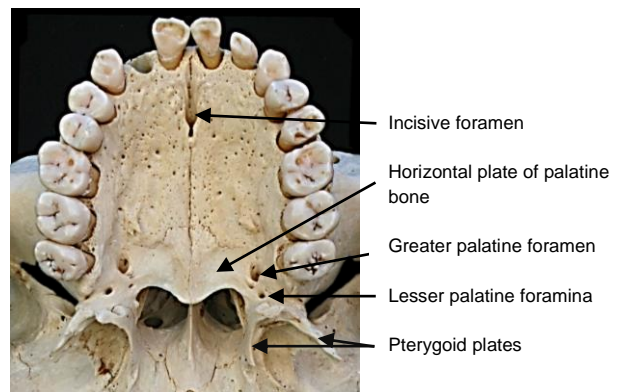 Incisive foramen
Horizontal plate of palatine
bone
Greater palatine foramen
Lesser palatine foramina
Pterygoid plates